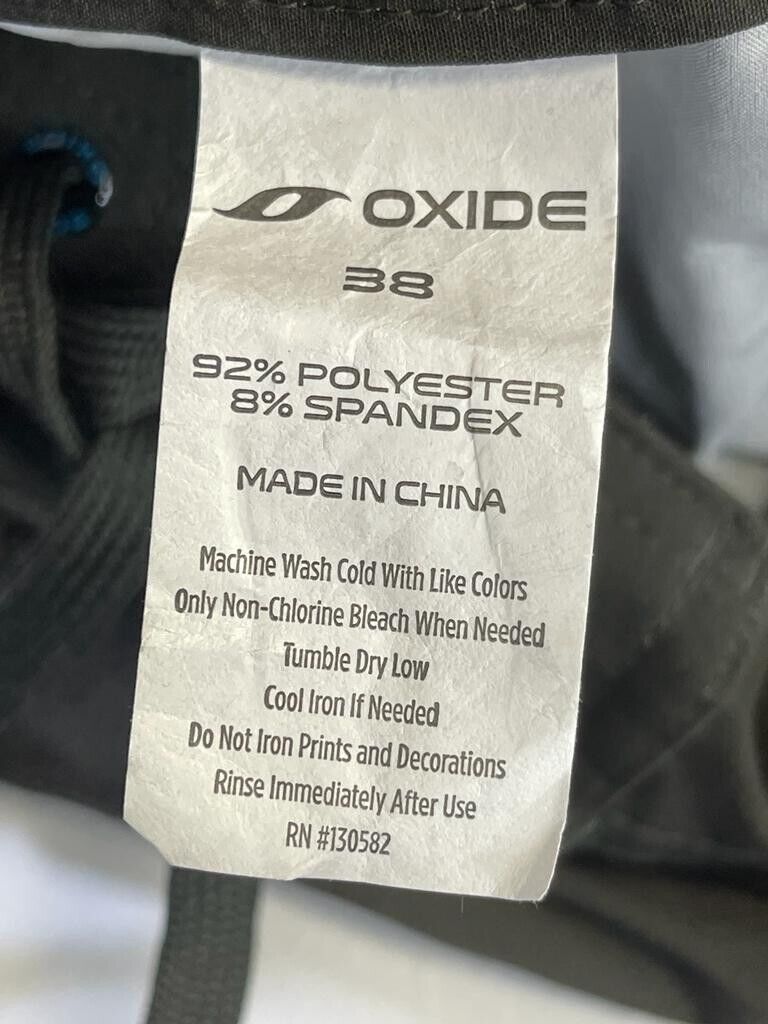 OXIDE
38
92% POLYESTER
8% SPANDEX
MADE IN CHINA
Machine Wash Cold With Like Colors
Only Non-Chlorine Bleach When Needed
Tumble Dry Low
Cool Iron If Needed
Do Not Iron Prints and Decorations
Rinse Immediately After Use
RN #130582